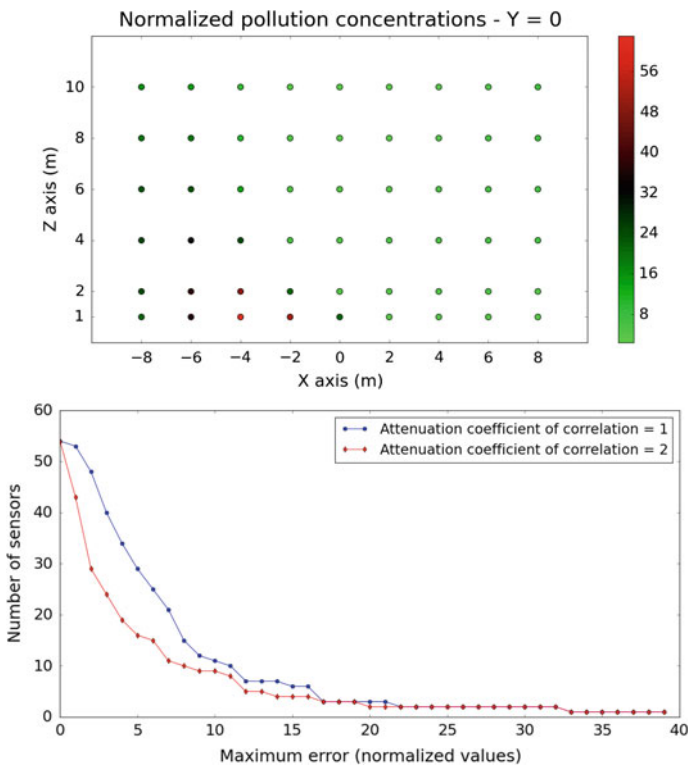 Normalized pollution concentrations - Y = 0
Z axis (m)
10
8
6
4
2
1
−8 −6 −4 −2 0 2 4 6 8
X axis (m)
56
48
40
32
24
16
8
Number of sensors
60
50
40
30
20
10
0
Attenuation coefficient of correlation = 1
Attenuation coefficient of correlation = 2
0 5 10 15 20 25 30 35 40
Maximum error (normalized values)